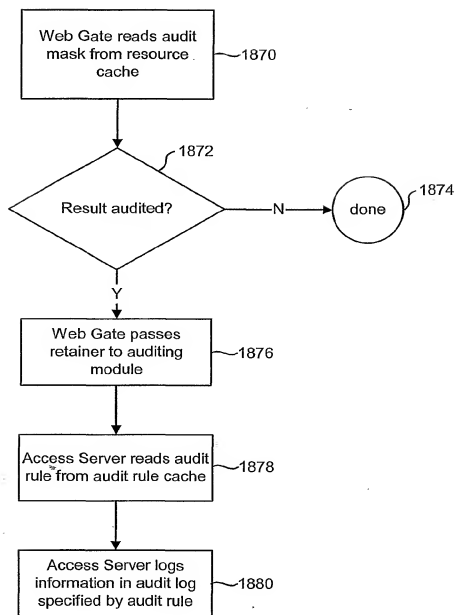 Web Gate reads audit
mask from resource
cache
1870
1872
Result audited?
N
done
1874
Y
Web Gate passes
retainer to auditing
module
1876
Access Server reads audit
rule from audit rule cache
1878
Access Server logs
information in audit log
specified by audit rule
1880